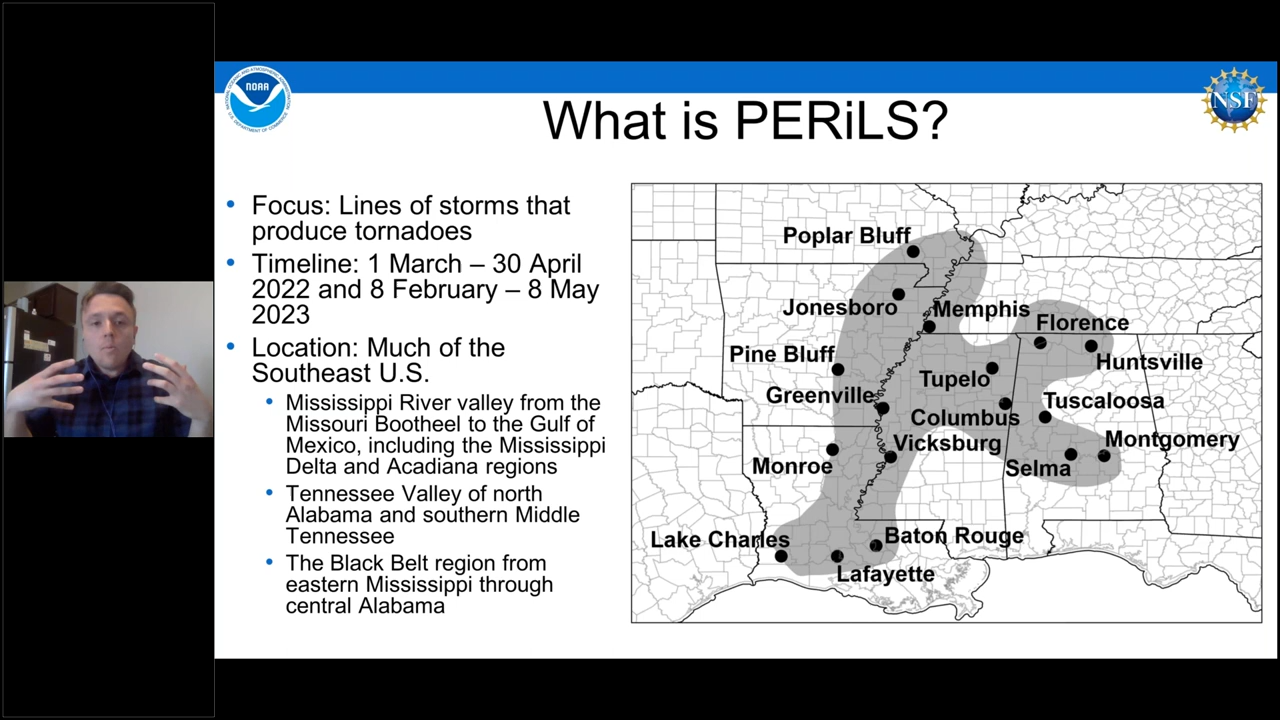 NOAA
NSF
What is PERiLS?
• Focus: Lines of storms that
produce tornadoes
• Timeline: 1 March – 30 April
2022 and 8 February – 8 May
2023
• Location: Much of the
Southeast U.S.
• Mississippi River valley from the
Missouri Bootheel to the Gulf of
Mexico, including the Mississippi
Delta and Acadiana regions
• Tennessee Valley of north
Alabama and southern Middle
Tennessee
• The Black Belt region from
eastern Mississippi through
central Alabama
Poplar Bluff
Jonesboro
Memphis
Florence
Pine Bluff
Huntsville
Tupelo
Greenville
Tuscaloosa
Columbus
Vicksburg
Montgomery
Monroe
Selma
Lake Charles
Baton Rouge
Lafayette